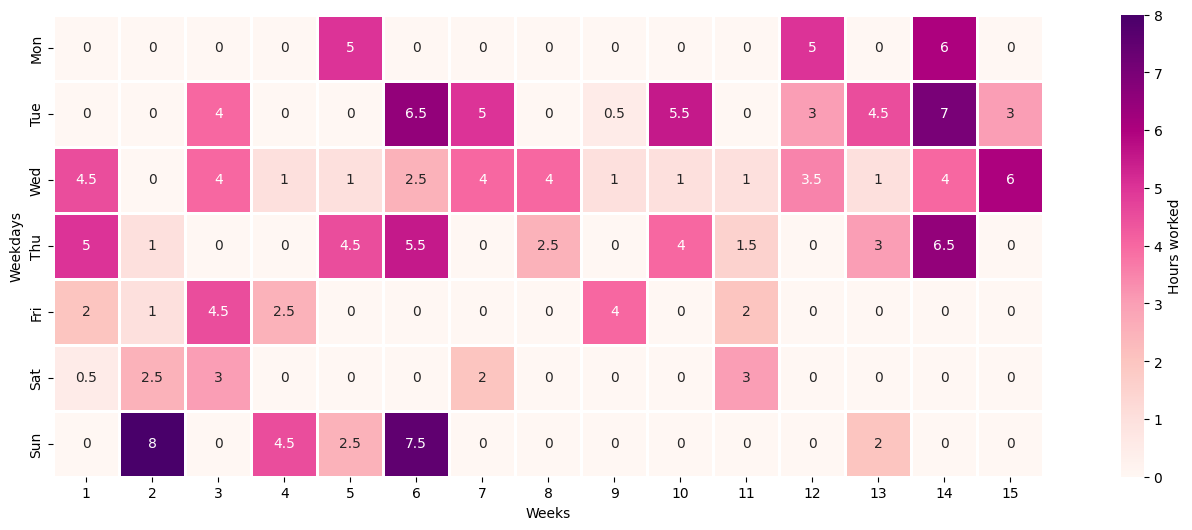 Mon 0 0 0 0 5 0 0 0 0 0 0 5 0 6 0
Tue 0 0 4 0 0 6.5 5 0 0.5 5.5 0 3 4.5 7 3
Wed 4.5 0 4 1 1 2.5 4 4 1 1 1 3.5 1 4 6
Thu 5 1 0 0 4.5 5.5 0 2.5 0 4 1.5 0 3 6.5 0
Fri 2 1 4.5 2.5 0 0 0 0 4 0 2 0 0 0 0
Sat 0.5 2.5 3 0 0 0 2 0 0 0 3 0 0 0 0
Sun 0 8 0 4.5 2.5 7.5 0 0 0 0 0 0 2 0 0
1 2 3 4 5 6 7 8 9 10 11 12 13 14 15
Weeks
Weekdays
8
7
6
5
4
3
2
1
0
Hours worked